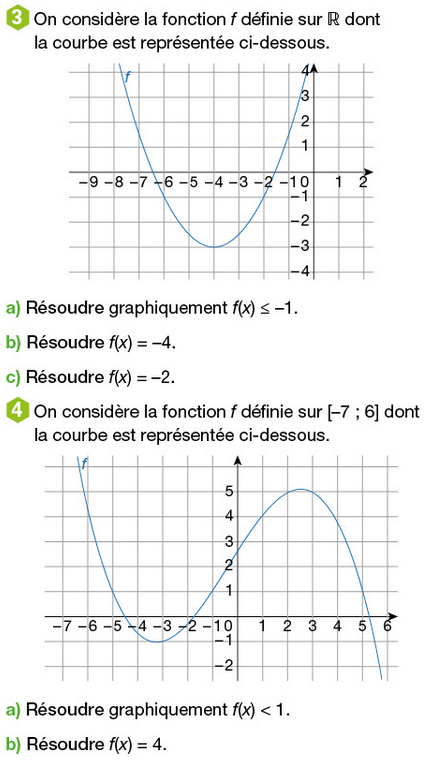 3 On considère la fonction f définie sur ℝ dont
la courbe est représentée ci-dessous.
f
4
3
2
1
−9 −8 −7 −6 −5 −4 −3 −2 −1 0 1 2
−1
−2
−3
−4
a) Résoudre graphiquement f(x) ≤ −1.
b) Résoudre f(x) = −4.
c) Résoudre f(x) = −2.
4 On considère la fonction f définie sur [−7 ; 6] dont
la courbe est représentée ci-dessous.
f
5
4
3
2
1
−7 −6 −5 −4 −3 −2 −1 0 1 2 3 4 5 6
−1
−2
a) Résoudre graphiquement f(x) < 1.
b) Résoudre f(x) = 4.